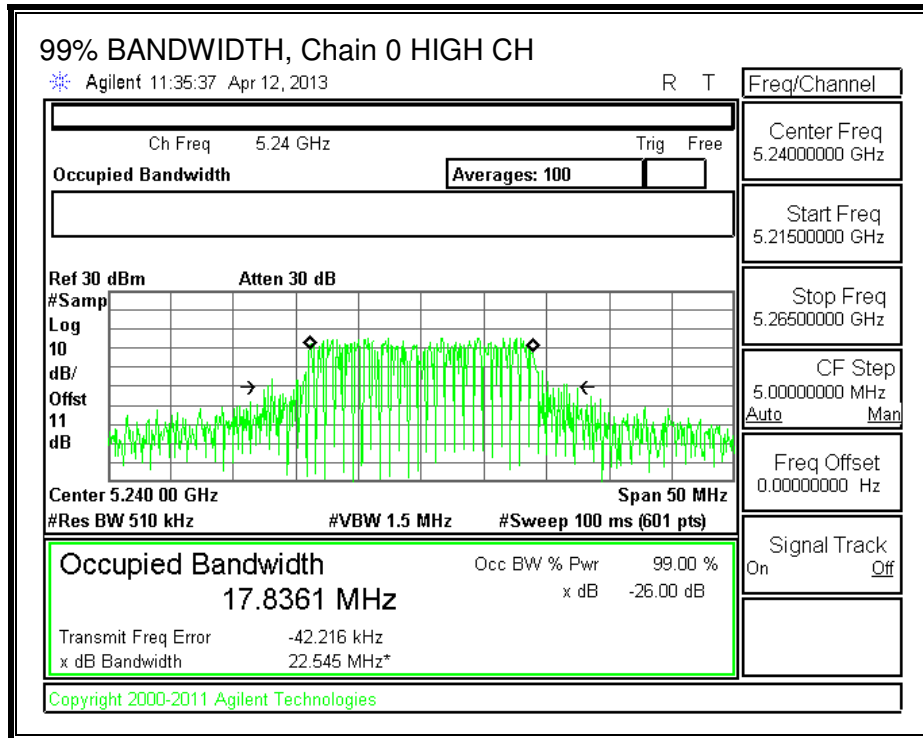 99% BANDWIDTH, Chain 0 HIGH CH
Agilent 11:35:37 Apr 12, 2013 R T
Ch Freq 5.24 GHz Trig Free
Occupied Bandwidth Averages: 100
Ref 30 dBm Atten 30 dB
#Samp
Log
10
dB/
Offst
11
dB
Center 5.240 00 GHz Span 50 MHz
#Res BW 510 kHz #VBW 1.5 MHz #Sweep 100 ms (601 pts)
Occupied Bandwidth Occ BW % Pwr 99.00 %
17.8361 MHz x dB -26.00 dB
Transmit Freq Error -42.216 kHz
x dB Bandwidth 22.545 MHz*
Copyright 2000-2011 Agilent Technologies
Freq/Channel
Center Freq
5.24000000 GHz
Start Freq
5.21500000 GHz
Stop Freq
5.26500000 GHz
CF Step
5.00000000 MHz
Auto Man
Freq Offset
0.00000000 Hz
Signal Track
On Off